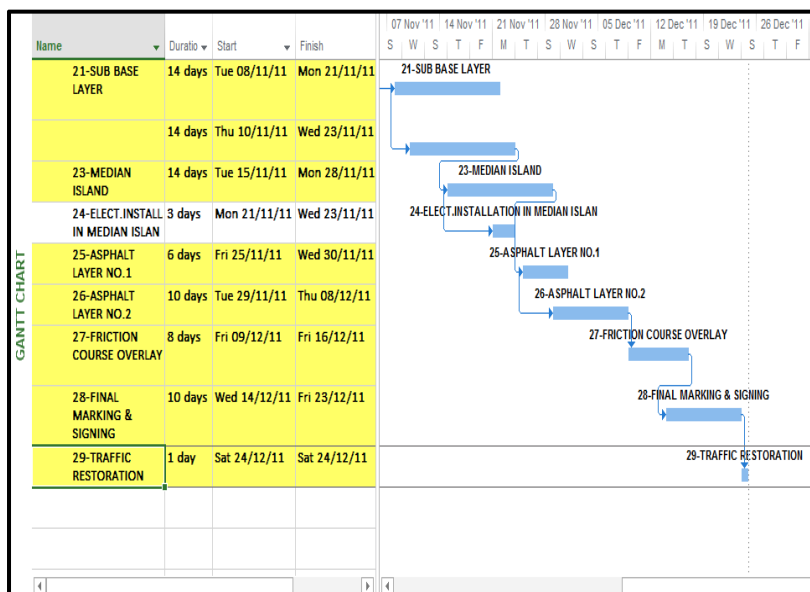 GANTT CHART
Name Duratio Start Finish
21-SUB BASE 14 days Tue 08/11/11 Mon 21/11/11
LAYER
14 days Thu 10/11/11 Wed 23/11/11
23-MEDIAN 14 days Tue 15/11/11 Mon 28/11/11
ISLAND
24-ELECT.INSTALL 3 days Mon 21/11/11 Wed 23/11/11
IN MEDIAN ISLAN
25-ASPHALT 6 days Fri 25/11/11 Wed 30/11/11
LAYER NO.1
26-ASPHALT 10 days Tue 29/11/11 Thu 08/12/11
LAYER NO.2
27-FRICTION 8 days Fri 09/12/11 Fri 16/12/11
COURSE OVERLAY
28-FINAL 10 days Wed 14/12/11 Fri 23/12/11
MARKING &
SIGNING
29-TRAFFIC 1 day Sat 24/12/11 Sat 24/12/11
RESTORATION
07 Nov '11 14 Nov '11 21 Nov '11 28 Nov '11 05 Dec '11 12 Dec '11 19 Dec '11 26 Dec '11
S W S T F M T S W S T F M T S W S T F
21-SUB BASE LAYER
23-MEDIAN ISLAND
24-ELECT.INSTALLATION IN MEDIAN ISLAN
25-ASPHALT LAYER NO.1
26-ASPHALT LAYER NO.2
27-FRICTION COURSE OVERLAY
28-FINAL MARKING & SIGNING
29-TRAFFIC RESTORATION